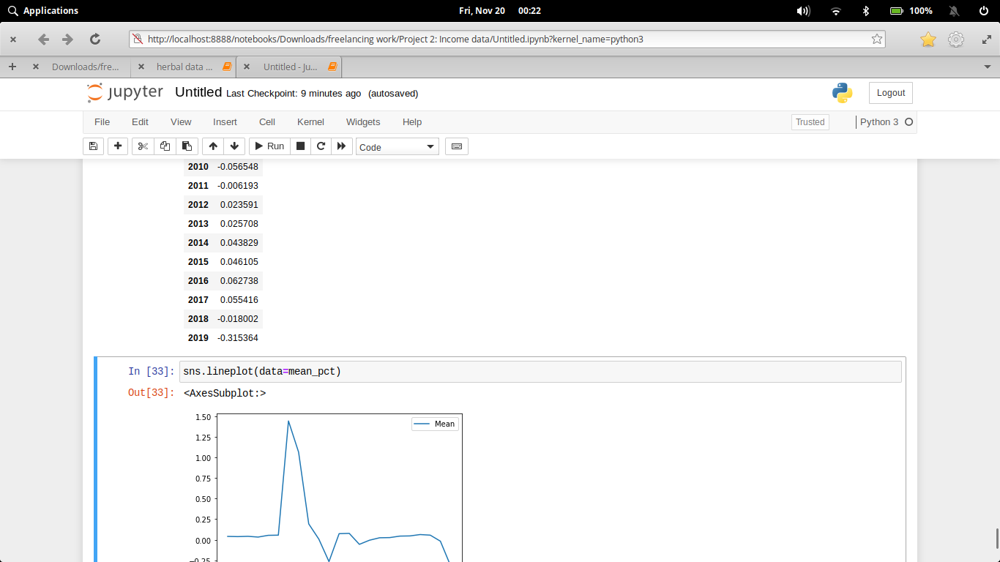 Applications Fri, Nov 20 00:22 100%
http://localhost:8888/notebooks/Downloads/freelancing work/Project 2: Income data/Untitled.ipynb?kernel_name=python3
Downloads/fre... herbal data ... Untitled - Ju...
jupyter Untitled Last Checkpoint: 9 minutes ago (autosaved) Logout
File Edit View Insert Cell Kernel Widgets Help Trusted Python 3
Run Code
2010 -0.056548
2011 -0.006193
2012 0.023591
2013 0.025708
2014 0.043829
2015 0.046105
2016 0.062738
2017 0.055416
2018 -0.018002
2019 -0.315364
In [33]: sns.lineplot(data=mean_pct)
Out[33]: <AxesSubplot:>
1.50
Mean
1.25
1.00
0.75
0.50
0.25
0.00
−0.25